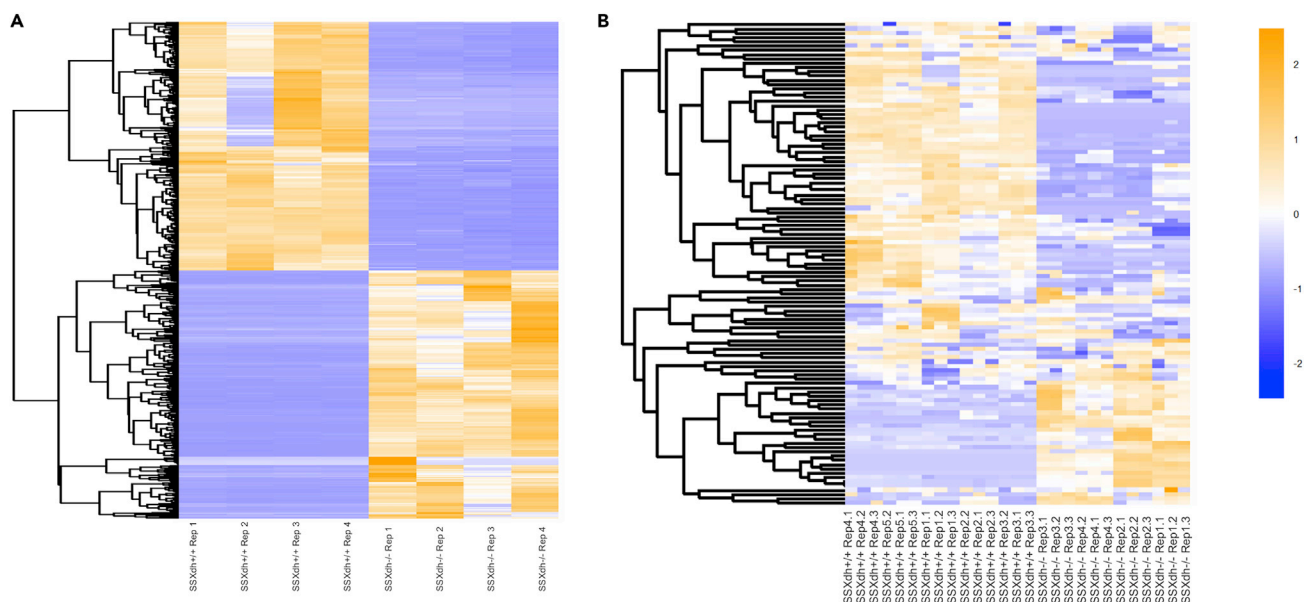 A
B
2
1
0
-1
-2
SSXdh+/+ Rep 1
SSXdh+/+ Rep 2
SSXdh+/+ Rep 3
SSXdh+/+ Rep 4
SSXdh-/- Rep 1
SSXdh-/- Rep 2
SSXdh-/- Rep 3
SSXdh-/- Rep 4
SSXdh+/+ Rep4.1
SSXdh+/+ Rep4.2
SSXdh+/+ Rep4.3
SSXdh+/+ Rep5.2
SSXdh+/+ Rep5.1
SSXdh+/+ Rep5.3
SSXdh+/+ Rep1.1
SSXdh+/+ Rep1.2
SSXdh+/+ Rep1.3
SSXdh+/+ Rep2.2
SSXdh+/+ Rep2.1
SSXdh+/+ Rep2.3
SSXdh+/+ Rep3.2
SSXdh+/+ Rep3.1
SSXdh+/+ Rep3.3
SSXdh-/- Rep3.1
SSXdh-/- Rep3.2
SSXdh-/- Rep3.3
SSXdh-/- Rep4.2
SSXdh-/- Rep4.1
SSXdh-/- Rep4.3
SSXdh-/- Rep2.1
SSXdh-/- Rep2.2
SSXdh-/- Rep2.3
SSXdh-/- Rep1.1
SSXdh-/- Rep1.2
SSXdh-/- Rep1.3